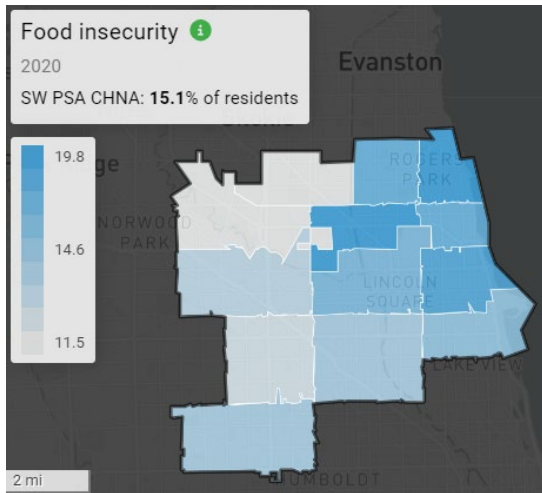 Food insecurity i
2020
SW PSA CHNA: 15.1% of residents
Evanston
19.8
ROGERS
PARK
NORWOOD
PARK
14.6
LINCOLN
SQUARE
11.5
LAKE VIEW
2 mi
HUMBOLDT